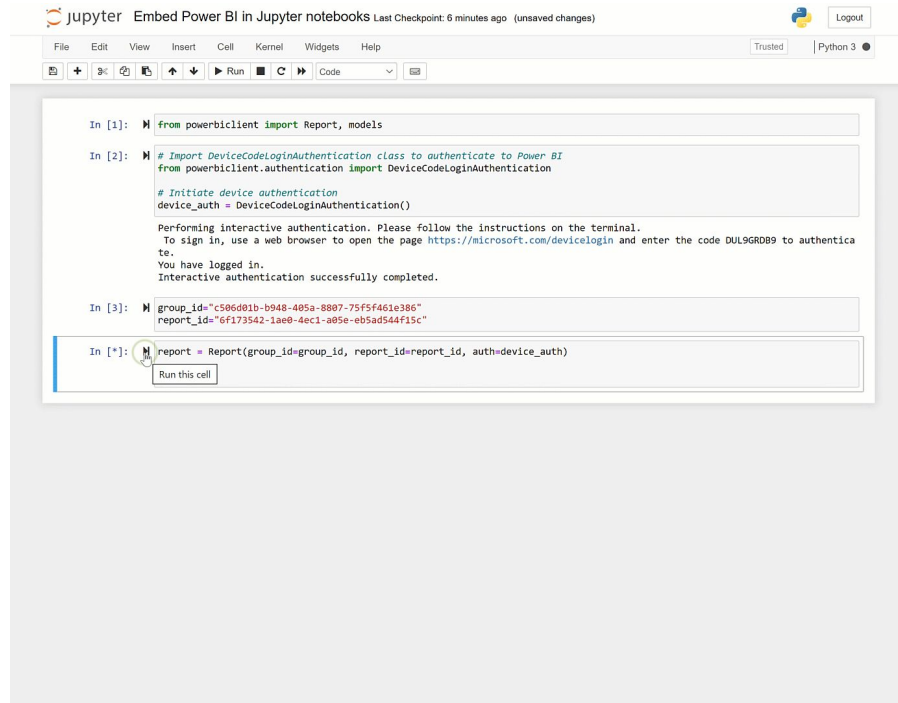 jupyter Embed Power BI in Jupyter notebooks Last Checkpoint: 6 minutes ago (unsaved changes) Logout
File Edit View Insert Cell Kernel Widgets Help Trusted Python 3
Run Code
In [1]: from powerbiclient import Report, models
In [2]: # Import DeviceCodeLoginAuthentication class to authenticate to Power BI
from powerbiclient.authentication import DeviceCodeLoginAuthentication
# Initiate device authentication
device_auth = DeviceCodeLoginAuthentication()
Performing interactive authentication. Please follow the instructions on the terminal.
To sign in, use a web browser to open the page https://microsoft.com/devicelogin and enter the code DUL9GRDB9 to authentica
te.
You have logged in.
Interactive authentication successfully completed.
In [3]: group_id="c506d01b-b948-405a-8807-75f5f461e386"
report_id="6f173542-1ae0-4ec1-a05e-eb5ad544f15c"
In [*]: report = Report(group_id=group_id, report_id=report_id, auth=device_auth)
Run this cell